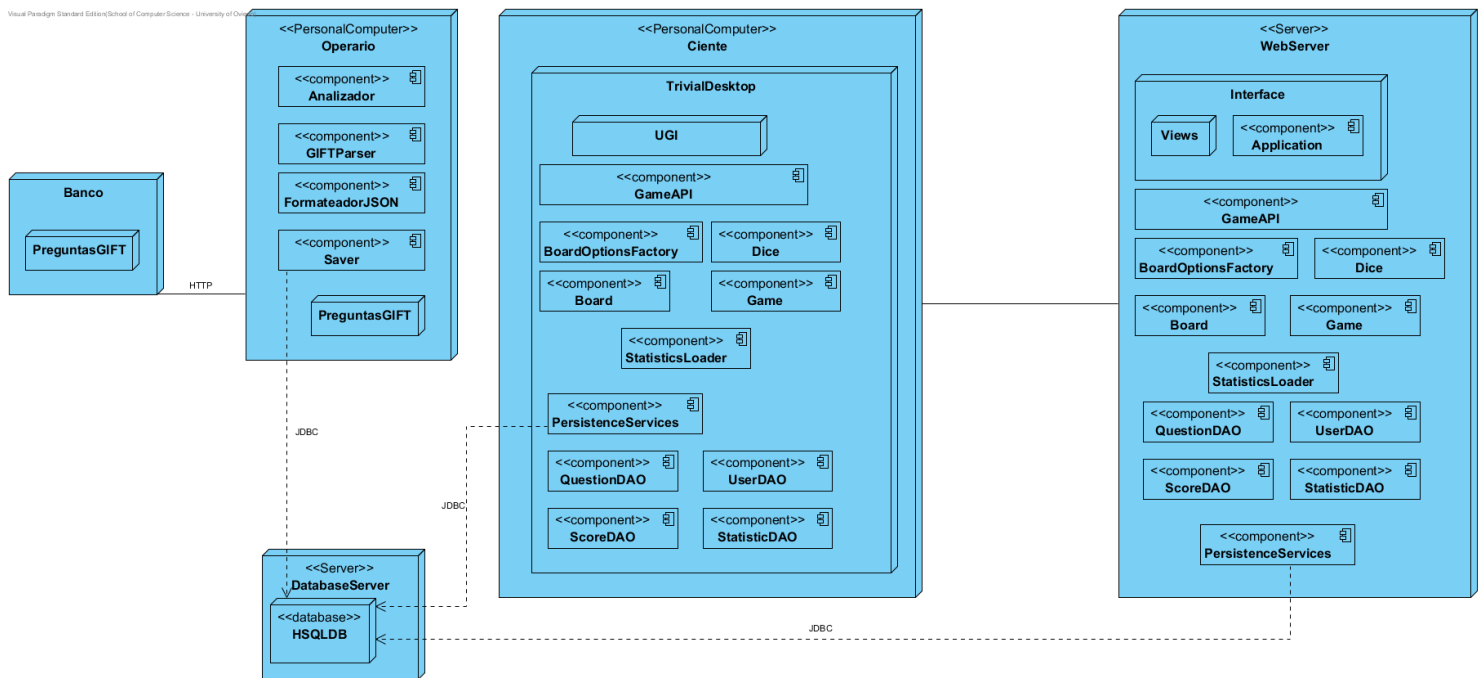 Visual Paradigm Standard Edition(School of Computer Science - University of Ovie
Banco
PreguntasGIFT
HTTP
<<PersonalComputer>>
Operario
<<component>>
Analizador
<<component>>
GIFTParser
<<component>>
FormateadorJSON
<<component>>
Saver
PreguntasGIFT
JDBC
<<Server>>
DatabaseServer
<<database>>
HSQLDB
<<PersonalComputer>>
Ciente
TrivialDesktop
UGI
<<component>>
GameAPI
<<component>>
BoardOptionsFactory
<<component>>
Dice
<<component>>
Board
<<component>>
Game
<<component>>
StatisticsLoader
<<component>>
PersistenceServices
JDBC
<<component>>
QuestionDAO
<<component>>
UserDAO
<<component>>
ScoreDAO
<<component>>
StatisticDAO
<<Server>>
WebServer
Interface
Views
<<component>>
Application
<<component>>
GameAPI
<<component>>
BoardOptionsFactory
<<component>>
Dice
<<component>>
Board
<<component>>
Game
<<component>>
StatisticsLoader
<<component>>
QuestionDAO
<<component>>
UserDAO
<<component>>
ScoreDAO
<<component>>
StatisticDAO
<<component>>
PersistenceServices
JDBC